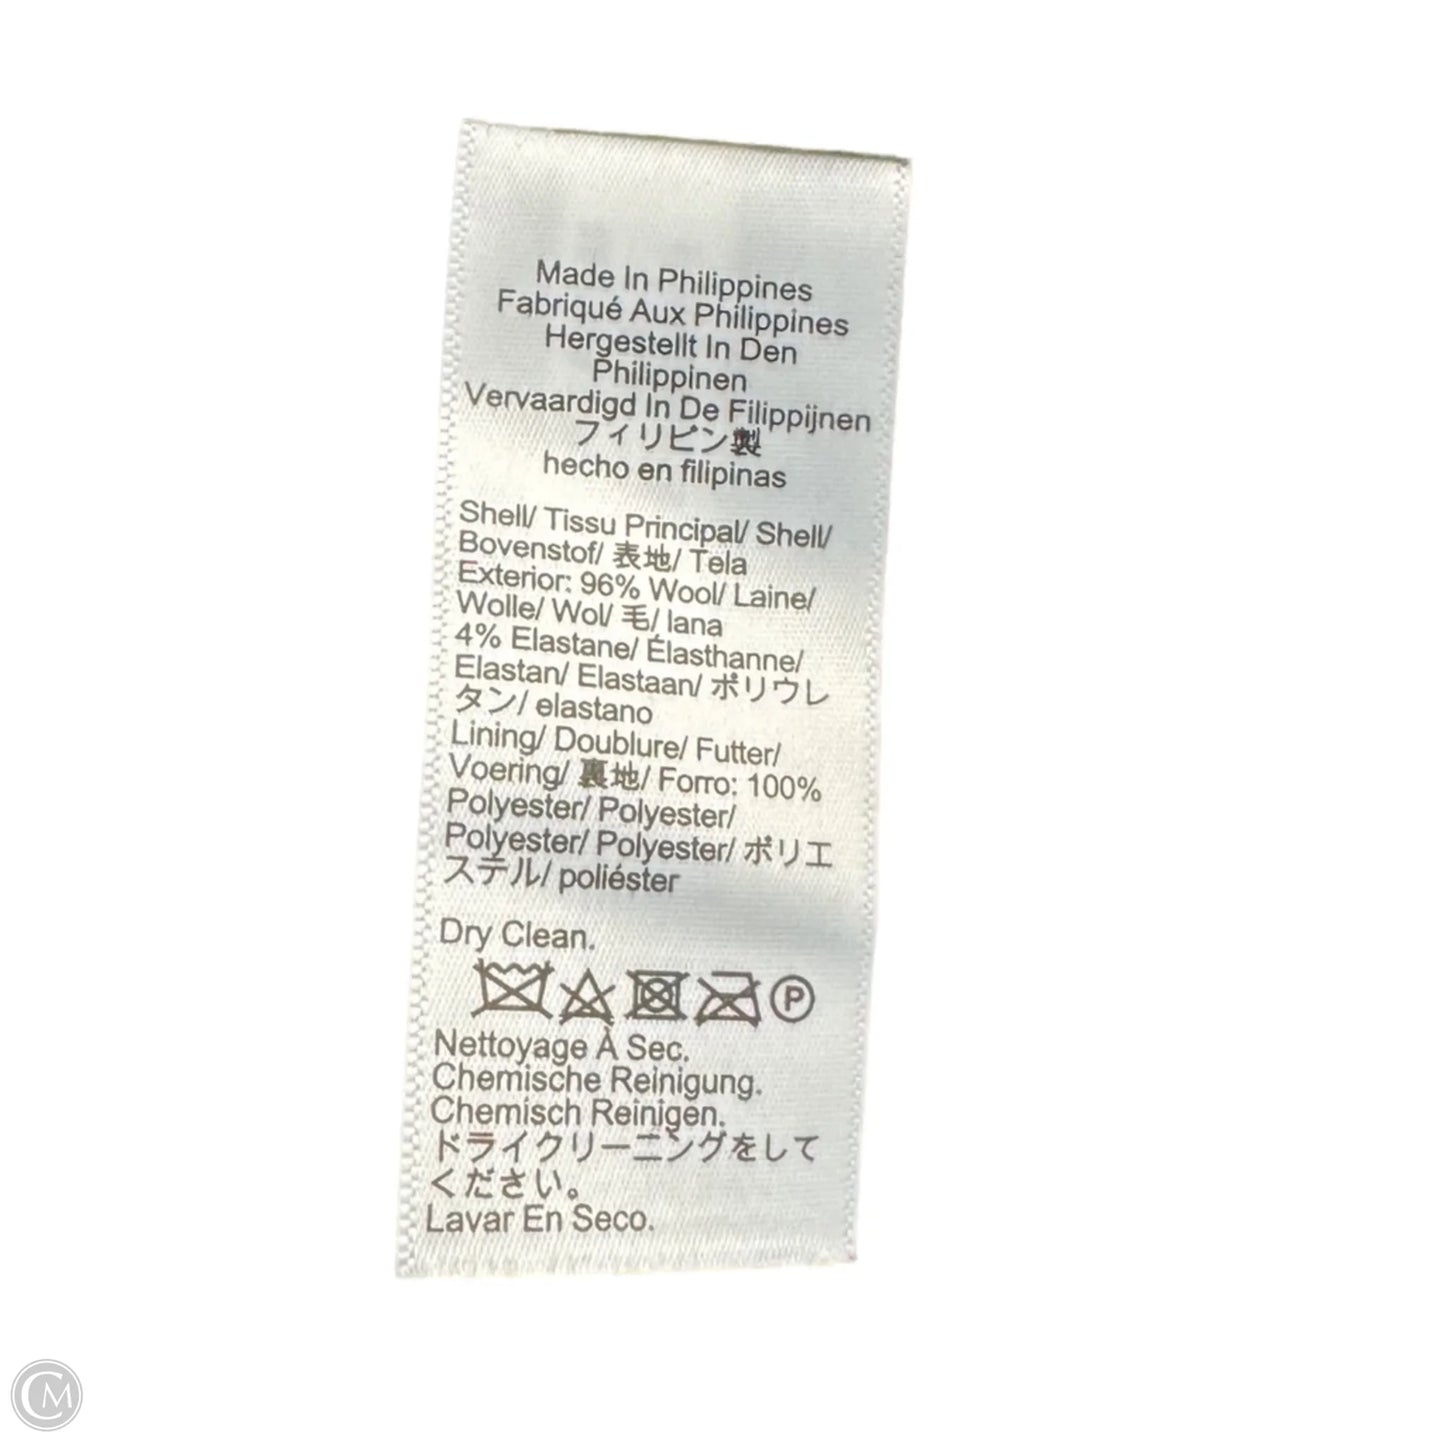 Made In Philippines
Fabriqué Aux Philippines
Hergestellt In Den
Philippinen
Vervaardigd In De Filippijnen
フィリピン製
hecho en filipinas
Shell/ Tissu Principal/ Shell/
Bovenstof/ 表地/ Tela
Exterior: 96% Wool/ Laine/
Wolle/ Wol/ 毛/ lana
4% Elastane/ Élasthanne/
Elastan/ Elastaan/ ポリウレ
タン/ elastano
Lining/ Doublure/ Futter/
Voering/ 裏地/ Forro: 100%
Polyester/ Polyester/
Polyester/ Polyester/ ポリエ
ステル/ poliéster
Dry Clean.
P
Nettoyage À Sec.
Chemische Reinigung.
Chemisch Reinigen.
ドライクリーニングをして
ください。
Lavar En Seco.
CM